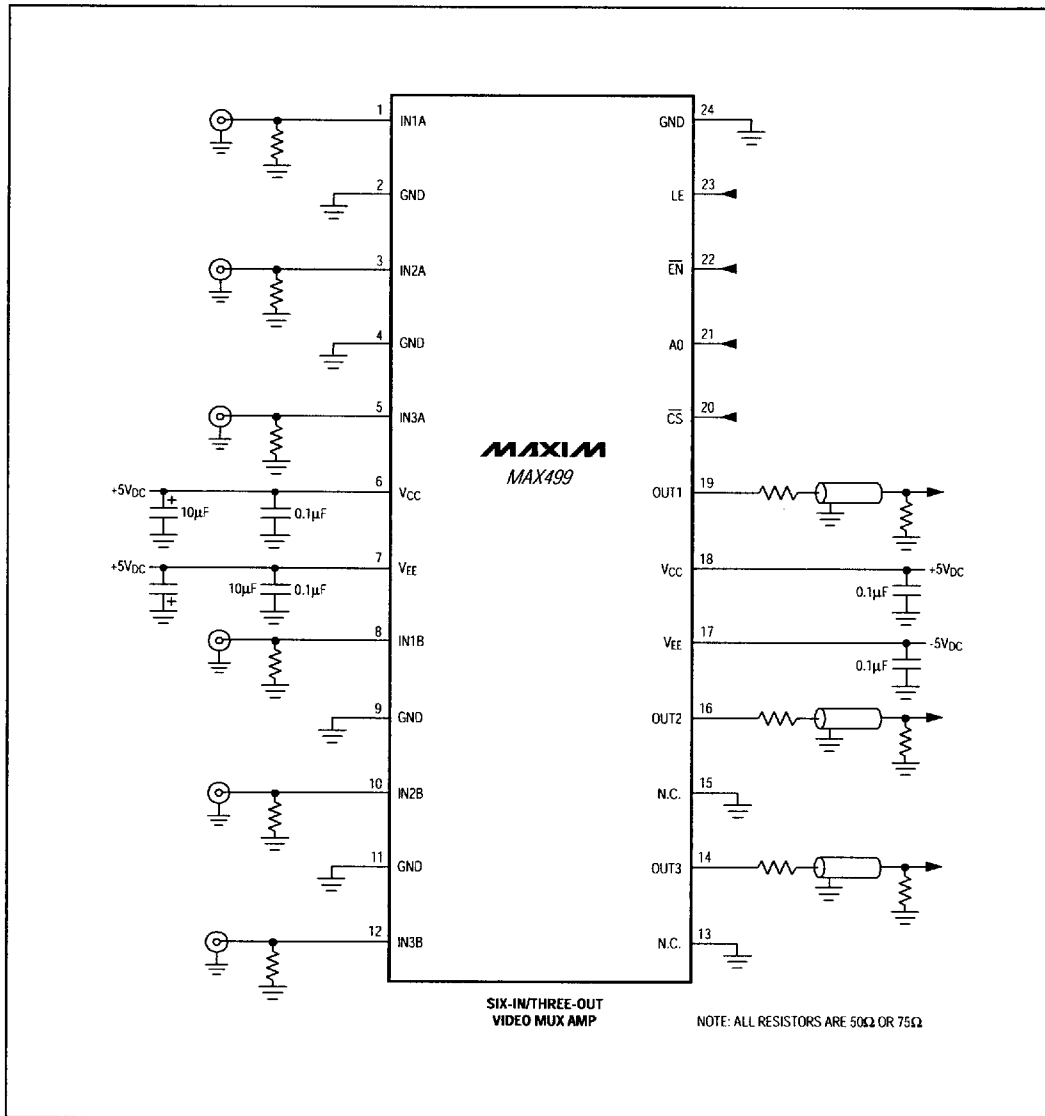 1 IN1A
2 GND
3 IN2A
4 GND
5 IN3A
+5VDC + 10μF 0.1μF 6 VCC
+5VDC + 10μF 0.1μF 7 VEE
8 IN1B
9 GND
10 IN2B
11 GND
12 IN3B
MAXIM
MAX499
GND 24
LE 23
E̅N̅ 22
A0 21
C̅S̅ 20
OUT1 19
VCC 18 0.1μF +5VDC
VEE 17 0.1μF -5VDC
OUT2 16
N.C. 15
OUT3 14
N.C. 13
SIX-IN/THREE-OUT
VIDEO MUX AMP
NOTE: ALL RESISTORS ARE 50Ω OR 75Ω